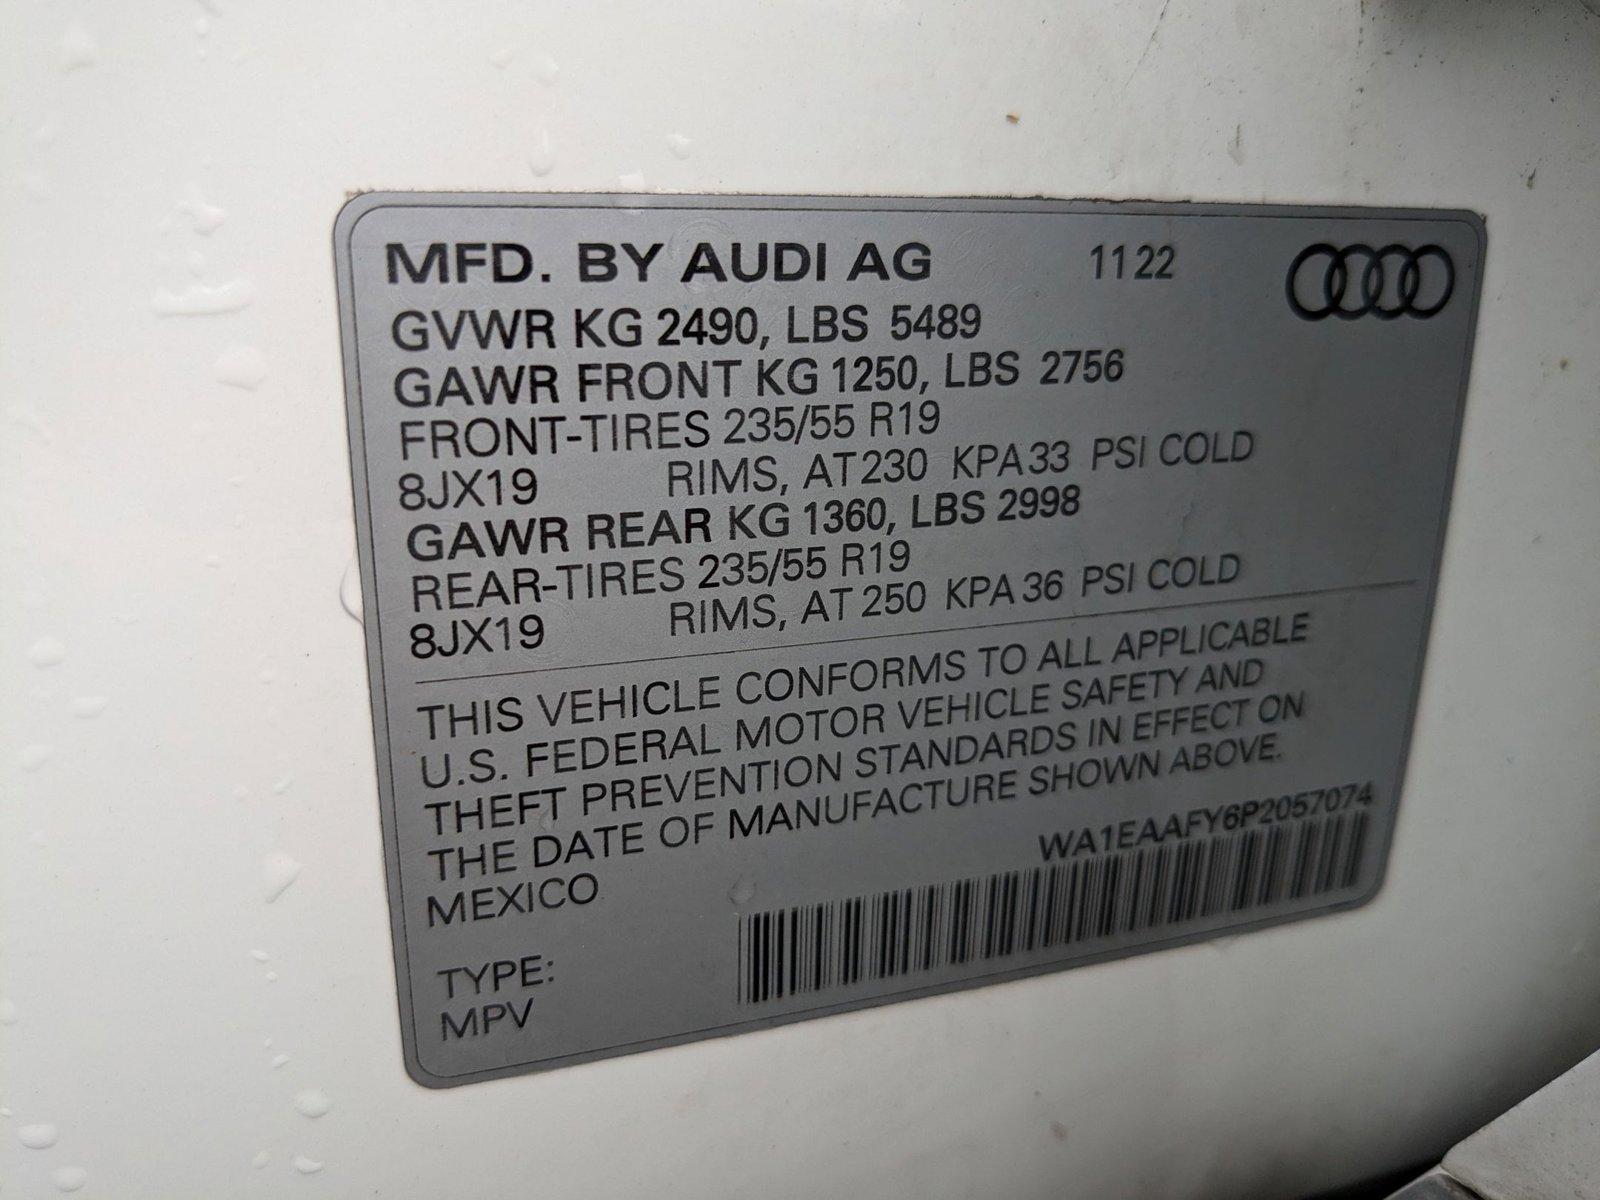 MFD. BY AUDI AG 11 22
GVWR KG 2490, LBS 5489
GAWR FRONT KG 1250, LBS 2756
FRONT-TIRES 235/55 R19
8JX19 RIMS, AT 230 KPA 33 PSI COLD
GAWR REAR KG 1360, LBS 2998
REAR-TIRES 235/55 R19
8JX19 RIMS, AT 250 KPA 36 PSI COLD
THIS VEHICLE CONFORMS TO ALL APPLICABLE
U.S. FEDERAL MOTOR VEHICLE SAFETY AND
THEFT PREVENTION STANDARDS IN EFFECT ON
THE DATE OF MANUFACTURE SHOWN ABOVE.
MEXICO WA1EAAFY6P2057074
TYPE:
MPV